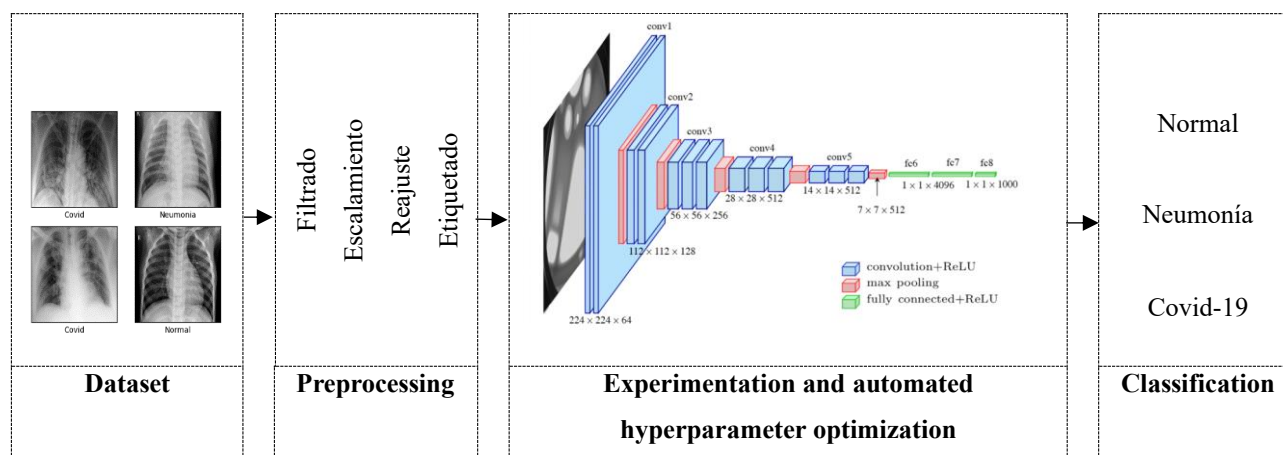 Covid
Neumonia
Covid
Normal
Dataset
Filtrado
Escalamiento
Reajuste
Etiquetado
Preprocessing
conv1
conv2
conv3
conv4
conv5
fc6
fc7
fc8
1 × 1 × 4096
1 × 1 × 1000
14 × 14 × 512
28 × 28 × 512
7 × 7 × 512
56 × 56 × 256
112 × 112 × 128
224 × 224 × 64
convolution+ReLU
max pooling
fully connected+ReLU
Experimentation and automated
hyperparameter optimization
Normal
Neumonía
Covid-19
Classification